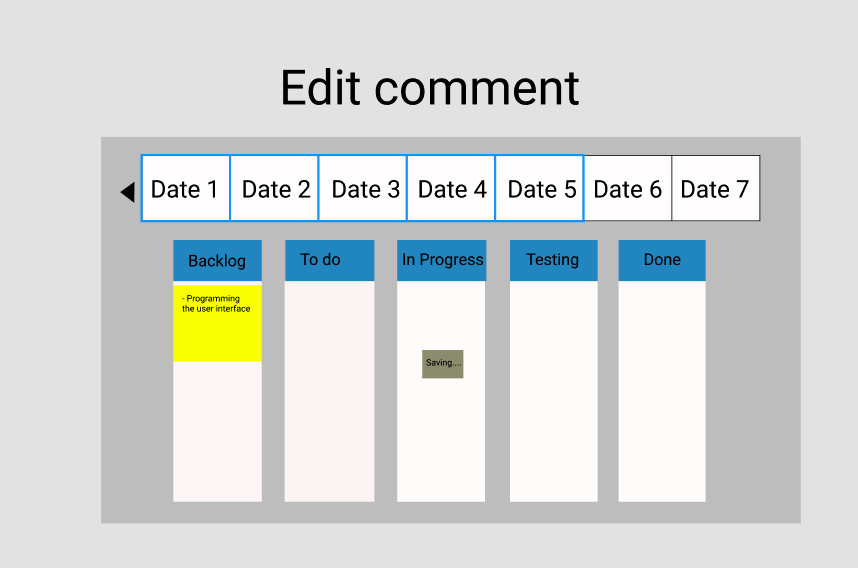 Edit comment
Date 1 Date 2 Date 3 Date 4 Date 5 Date 6 Date 7
Backlog To do In Progress Testing Done
- Programming
the user interface
Saving....